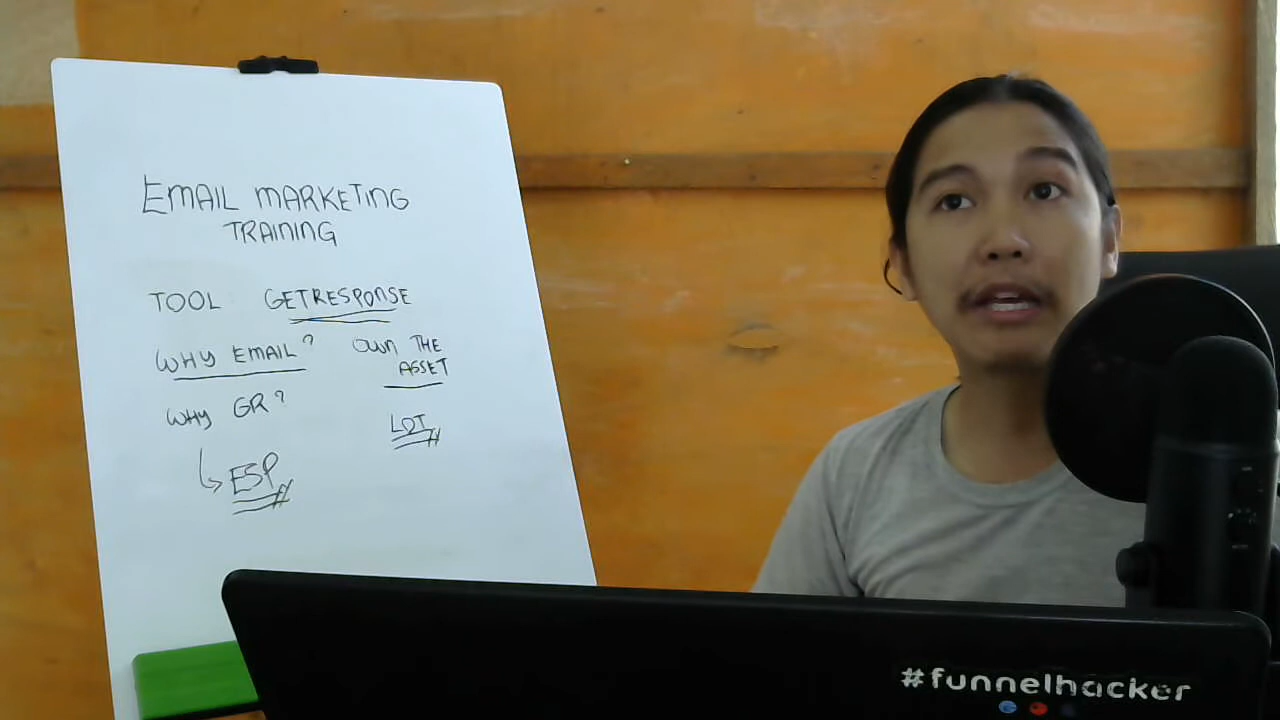 EMAIL MARKETING
TRAINING
TOOL GETRESPONSE
WHY EMAIL? OWN THE
ASSET
WHY GR?
LOT
ESP
#funnelhacker